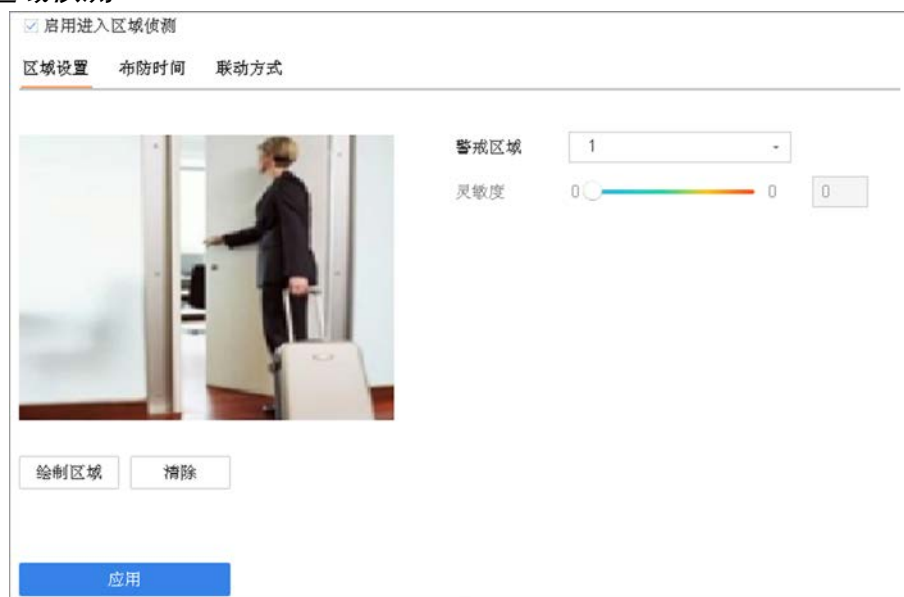 启用进入区域侦测
区域设置 布防时间 联动方式
警戒区域 1
灵敏度 0 0 0
绘制区域 清除
应用